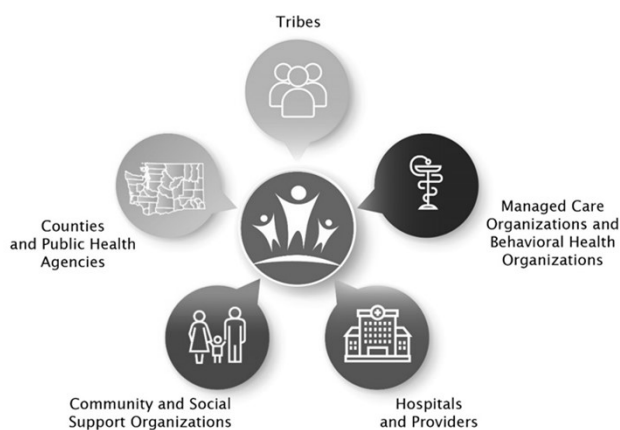 Tribes
Managed Care
Organizations and
Behavioral Health
Organizations
Hospitals
and Providers
Community and Social
Support Organizations
Counties
and Public Health
Agencies